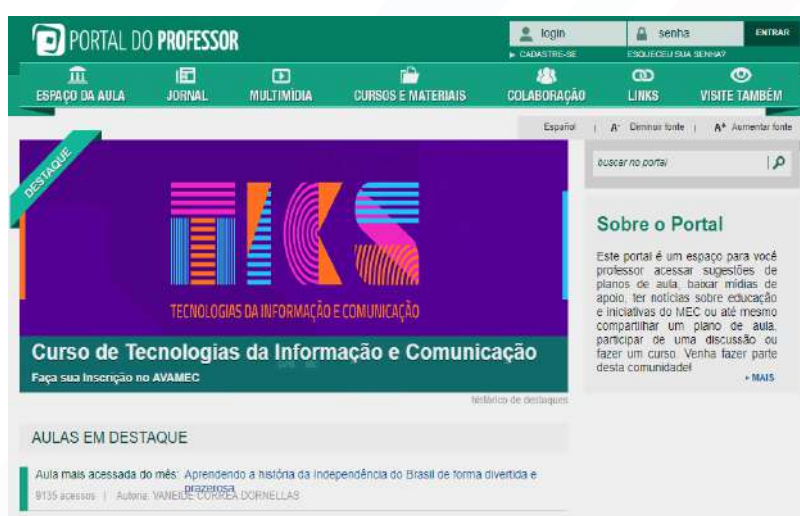 PORTAL DO PROFESSOR
login
senha
ENTRAR
CADASTRE-SE
ESQUECEU SUA SENHA?
ESPAÇO DA AULA
JORNAL
MULTIMÍDIA
CURSOS E MATERIAIS
COLABORAÇÃO
LINKS
VISITE TAMBÉM
Español | A- Diminuir fonte | A+ Aumentar fonte
DESTAQUE
TICS
TECNOLOGIAS DA INFORMAÇÃO E COMUNICAÇÃO
Curso de Tecnologias da Informação e Comunicação
Faça sua Inscrição no AVAMEC
histórico de destaques
buscar no portal
Sobre o Portal
Este portal é um espaço para você
professor acessar sugestões de
planos de aula, baixar mídias de
apoio, ter notícias sobre educação
e iniciativas do MEC ou até mesmo
compartilhar um plano de aula,
participar de uma discussão ou
fazer um curso. Venha fazer parte
desta comunidade!
MAIS
AULAS EM DESTAQUE
Aula mais acessada do mês: Aprendendo a história da Independência do Brasil de forma divertida e
prazerosa
9135 acessos | Autoria: VANEIDE CORREA DORNELLAS